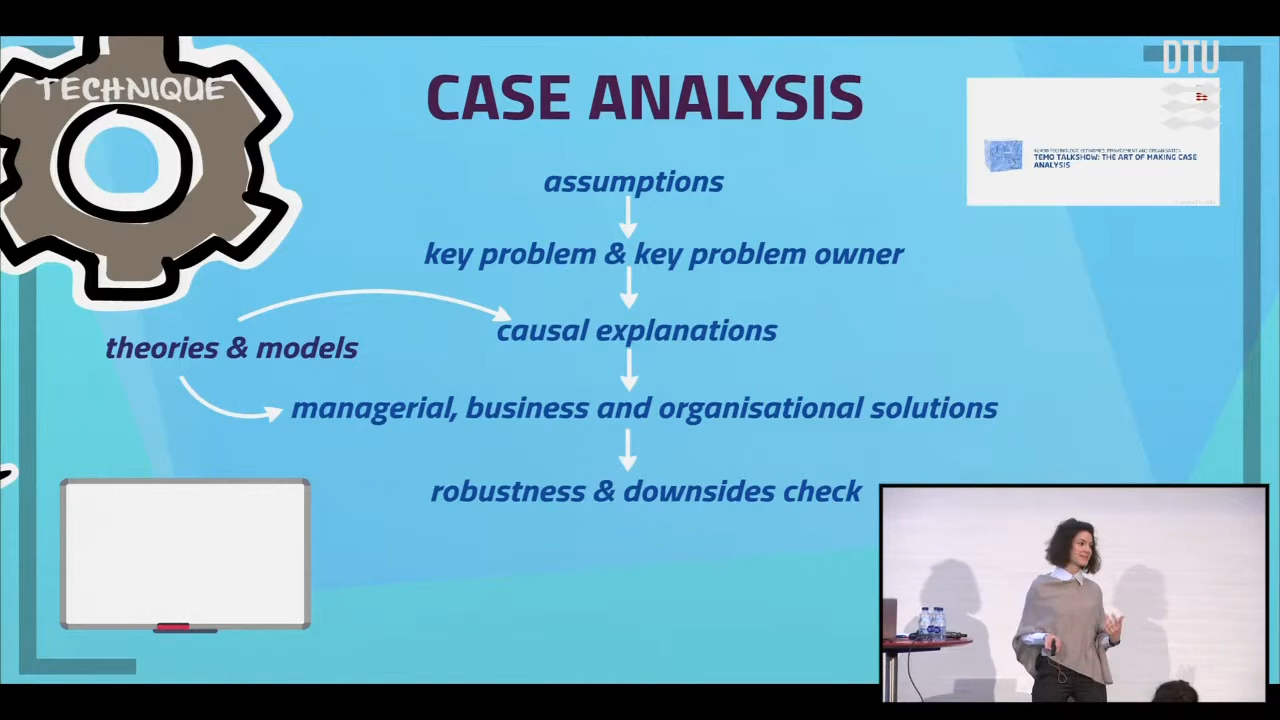 TECHNIQUE
CASE ANALYSIS
DTU
TEMO TALKSHOW: THE ART OF MAKING CASE
ANALYSIS
assumptions
key problem & key problem owner
causal explanations
theories & models
managerial, business and organisational solutions
robustness & downsides check